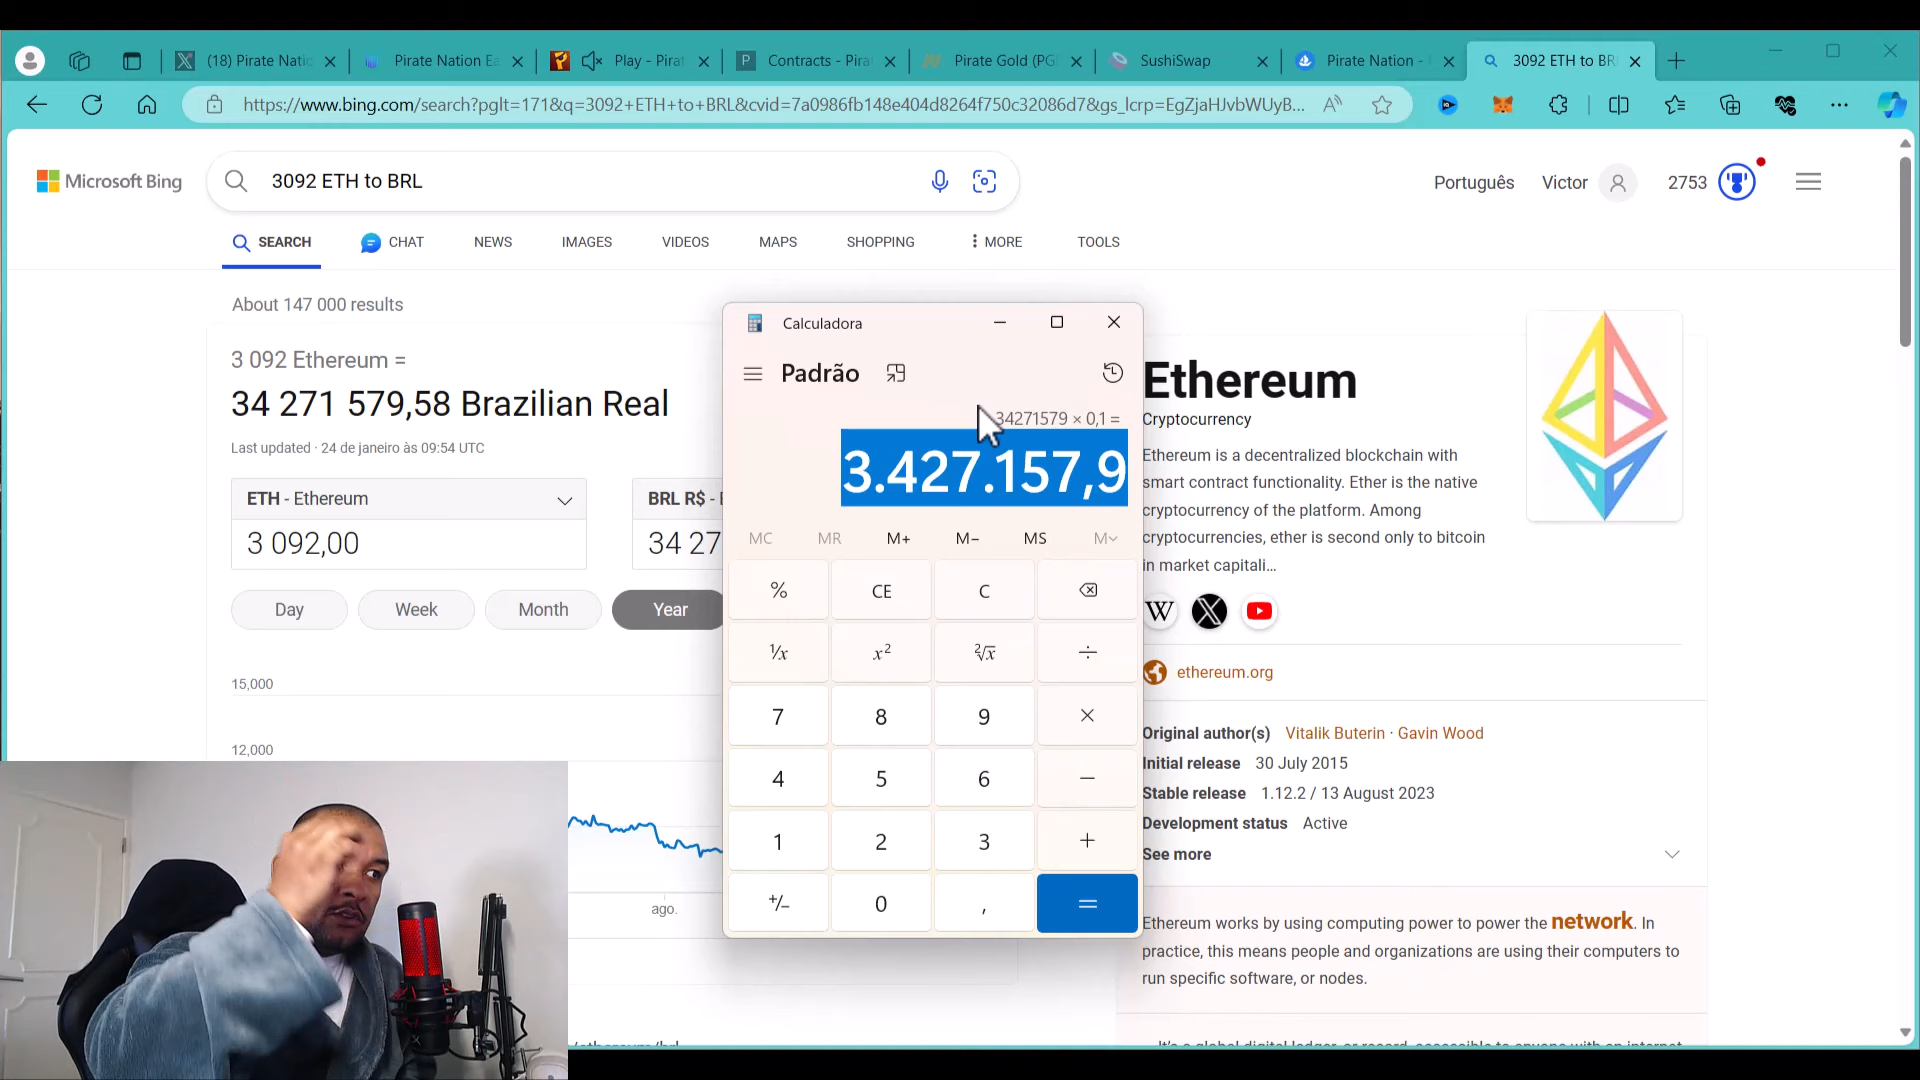 (18) Pirate Natic
Pirate Nation Ea
Play - Pirat
Contracts - Pira
Pirate Gold (PG
SushiSwap
Pirate Nation -
3092 ETH to BR
https://www.bing.com/search?pglt=171&q=3092+ETH+to+BRL&cvid=7a0986fb148e404d8264f750c32086d7&gs_lcrp=EgZjaHJvbWUyB...
Microsoft Bing
3092 ETH to BRL
Português
Victor
2753
SEARCH
CHAT
NEWS
IMAGES
VIDEOS
MAPS
SHOPPING
MORE
TOOLS
About 147 000 results
3 092 Ethereum =
34 271 579,58 Brazilian Real
Last updated · 24 de janeiro às 09:54 UTC
ETH - Ethereum
BRL R$ -
3 092,00
34 27
Day
Week
Month
Year
15,000
12,000
ago.
Calculadora
Padrão
34271579 × 0,1 =
3.427.157,9
MC MR M+ M− MS M
% CE C
1/x x² ²√x ÷
7 8 9 ×
4 5 6 −
1 2 3 +
+/− 0 , =
Ethereum
Cryptocurrency
Ethereum is a decentralized blockchain with
smart contract functionality. Ether is the native
cryptocurrency of the platform. Among
cryptocurrencies, ether is second only to bitcoin
in market capitali...
W
ethereum.org
Original author(s) Vitalik Buterin · Gavin Wood
Initial release 30 July 2015
Stable release 1.12.2 / 13 August 2023
Development status Active
See more
Ethereum works by using computing power to power the network. In
practice, this means people and organizations are using their computers to
run specific software, or nodes.